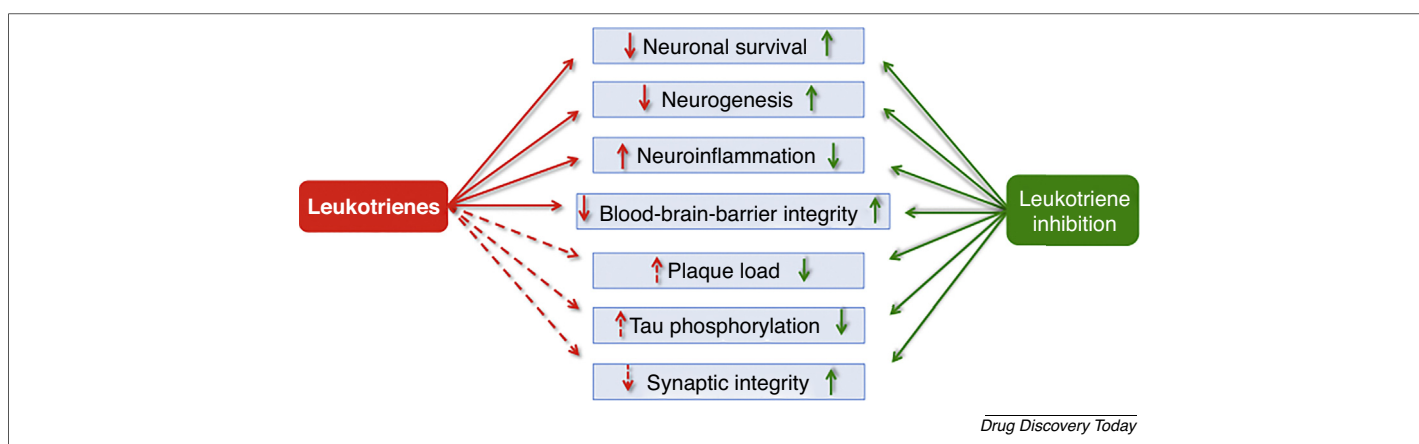 Neuronal survival
Neurogenesis
Neuroinflammation
Leukotrienes
Blood-brain-barrier integrity
Leukotriene
inhibition
Plaque load
Tau phosphorylation
Synaptic integrity
Drug Discovery Today